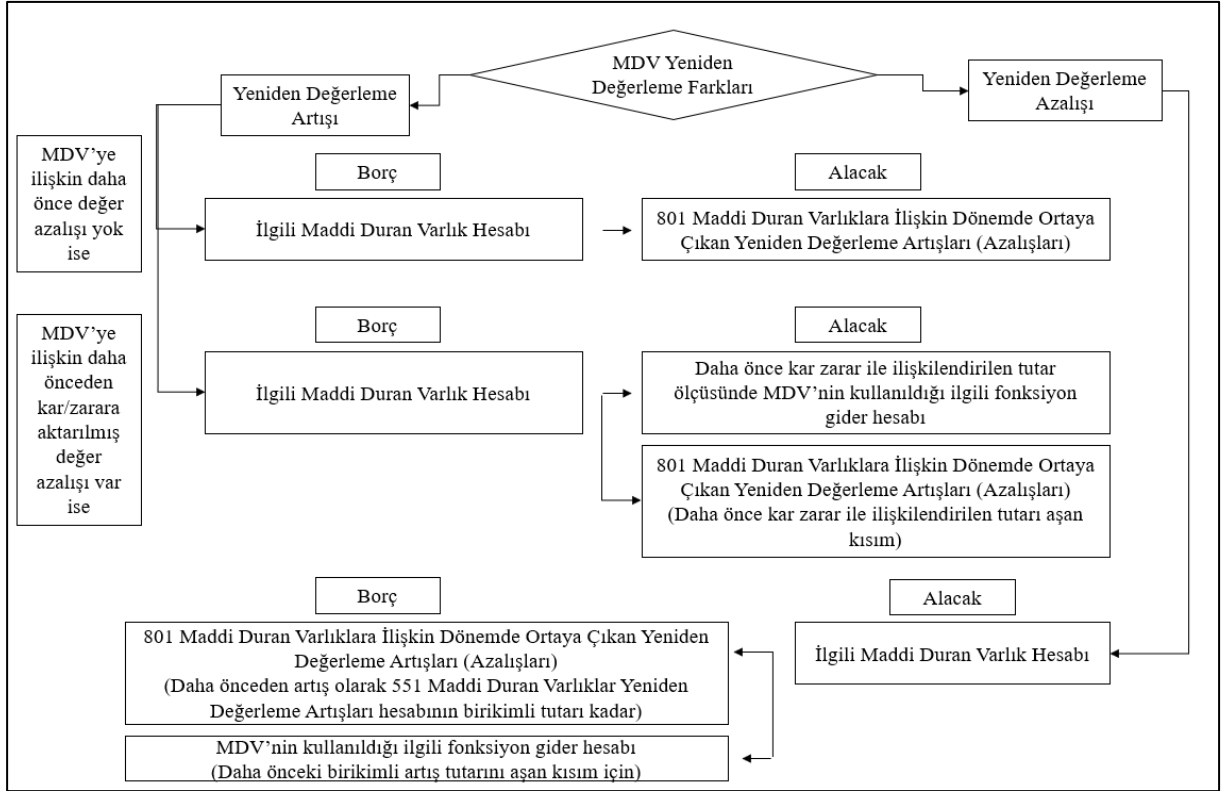 MDV Yeniden
Değerleme Farkları
Yeniden Değerleme
Artışı
Yeniden Değerleme
Azalışı
MDV’ye
ilişkin daha
önce değer
azalışı yok
ise
Borç
Alacak
İlgili Maddi Duran Varlık Hesabı
801 Maddi Duran Varlıklara İlişkin Dönemde Ortaya
Çıkan Yeniden Değerleme Artışları (Azalışları)
MDV’ye
ilişkin daha
önceden
kar/zarara
aktarılmış
değer
azalışı var
ise
Borç
Alacak
İlgili Maddi Duran Varlık Hesabı
Daha önce kar zarar ile ilişkilendirilen tutar
ölçüsünde MDV’nin kullanıldığı ilgili fonksiyon
gider hesabı
801 Maddi Duran Varlıklara İlişkin Dönemde Ortaya
Çıkan Yeniden Değerleme Artışları (Azalışları)
(Daha önce kar zarar ile ilişkilendirilen tutarı aşan
kısım)
Borç
Alacak
801 Maddi Duran Varlıklara İlişkin Dönemde Ortaya Çıkan Yeniden
Değerleme Artışları (Azalışları)
(Daha önceden artış olarak 551 Maddi Duran Varlıklar Yeniden
Değerleme Artışları hesabının birikimli tutarı kadar)
İlgili Maddi Duran Varlık Hesabı
MDV’nin kullanıldığı ilgili fonksiyon gider hesabı
(Daha önceki birikimli artış tutarını aşan kısım için)